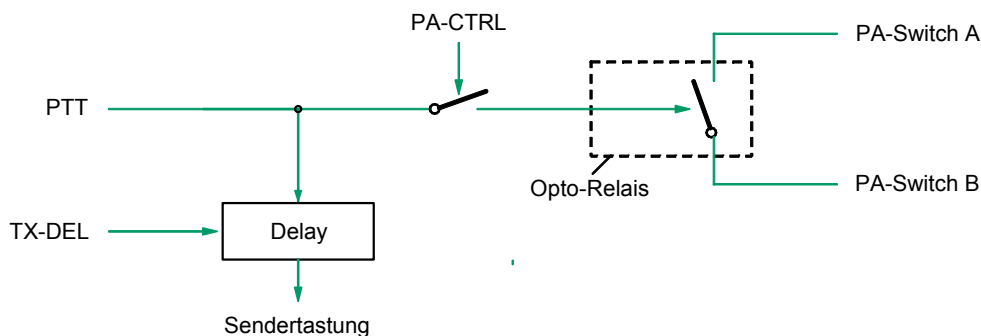 PA-CTRL
PA-Switch A
PTT
Opto-Relais
PA-Switch B
TX-DEL
Delay
Sendertastung